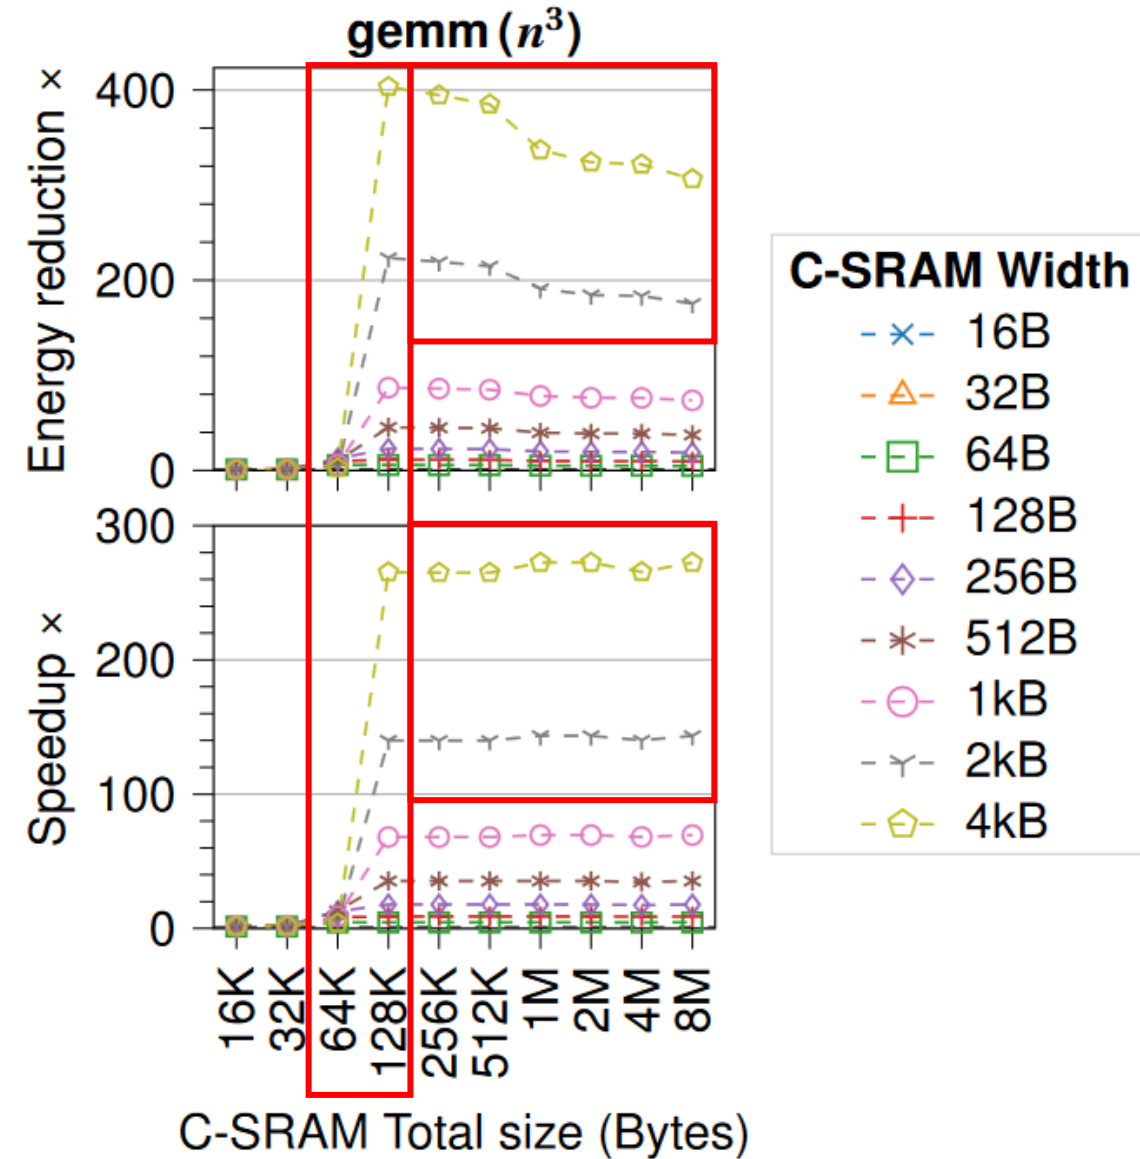 gemm (n³)
Energy reduction ×
400
200
0
Speedup ×
300
200
100
0
16K
32K
64K
128K
256K
512K
1M
2M
4M
8M
C-SRAM Total size (Bytes)
C-SRAM Width
16B
32B
64B
128B
256B
512B
1kB
2kB
4kB